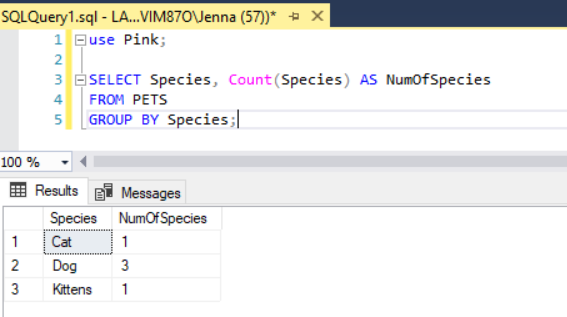 SQLQuery1.sql - LA...VIM87O\Jenna (57))*
1 use Pink;
2
3 SELECT Species, Count(Species) AS NumOfSpecies
4 FROM PETS
5 GROUP BY Species;
100 %
Results Messages
Species NumOfSpecies
1 Cat 1
2 Dog 3
3 Kittens 1